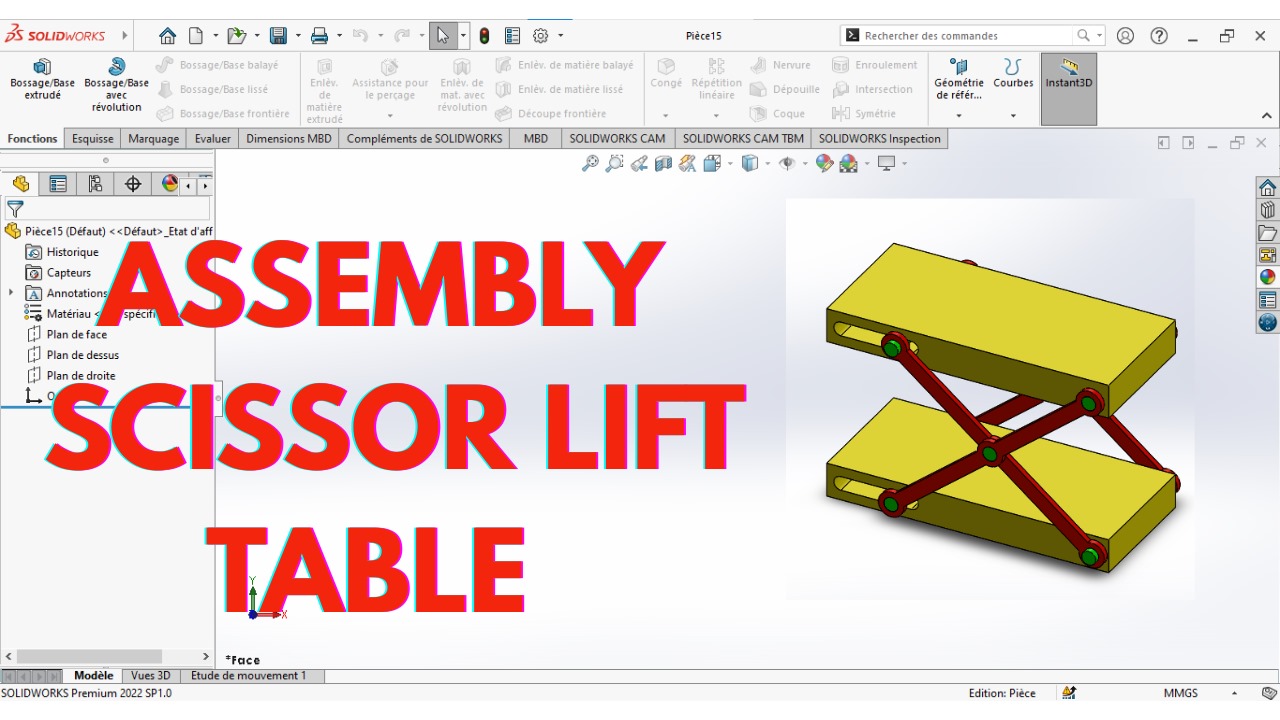 SOLIDWORKS
Pièce15
Rechercher des commandes
Bossage/Base extrudé
Bossage/Base avec révolution
Bossage/Base balayé
Bossage/Base lissé
Bossage/Base frontière
Enlèv. de matière extrudé
Assistance pour le perçage
Enlèv. de mat. avec révolution
Enlèv. de matière balayé
Enlèv. de matière lissé
Découpe frontière
Congé
Répétition linéaire
Nervure
Dépouille
Coque
Enroulement
Intersection
Symétrie
Géométrie de référ...
Courbes
Instant3D
Fonctions Esquisse Marquage Evaluer Dimensions MBD Compléments de SOLIDWORKS MBD SOLIDWORKS CAM SOLIDWORKS CAM TBM SOLIDWORKS Inspection
Pièce15 (Défaut) <<Défaut>_Etat d'aff
Historique
Capteurs
Annotations
Matériau <
Plan de face
Plan de dessus
Plan de droite
ASSEMBLY
SCISSOR LIFT
TABLE
Y
X
*Face
Modèle Vues 3D Etude de mouvement 1
SOLIDWORKS Premium 2022 SP1.0
Edition: Pièce
MMGS